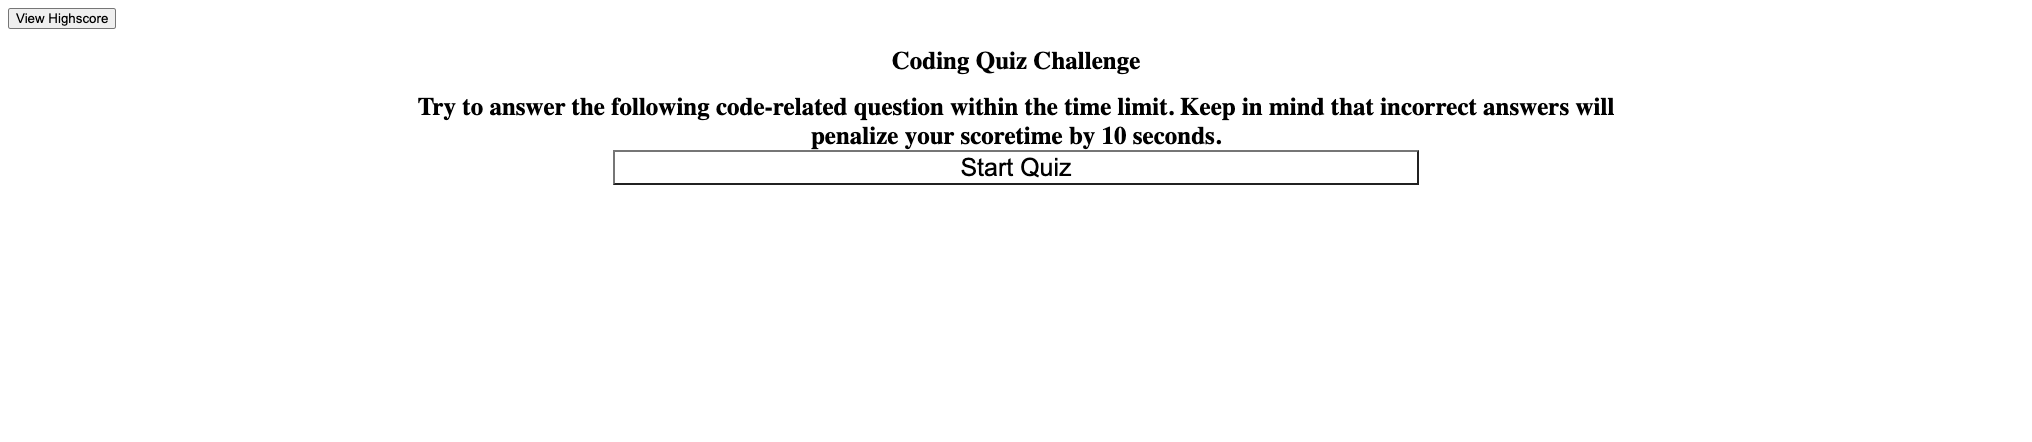 View Highscore
Coding Quiz Challenge
Try to answer the following code-related question within the time limit. Keep in mind that incorrect answers will
penalize your scoretime by 10 seconds.
Start Quiz